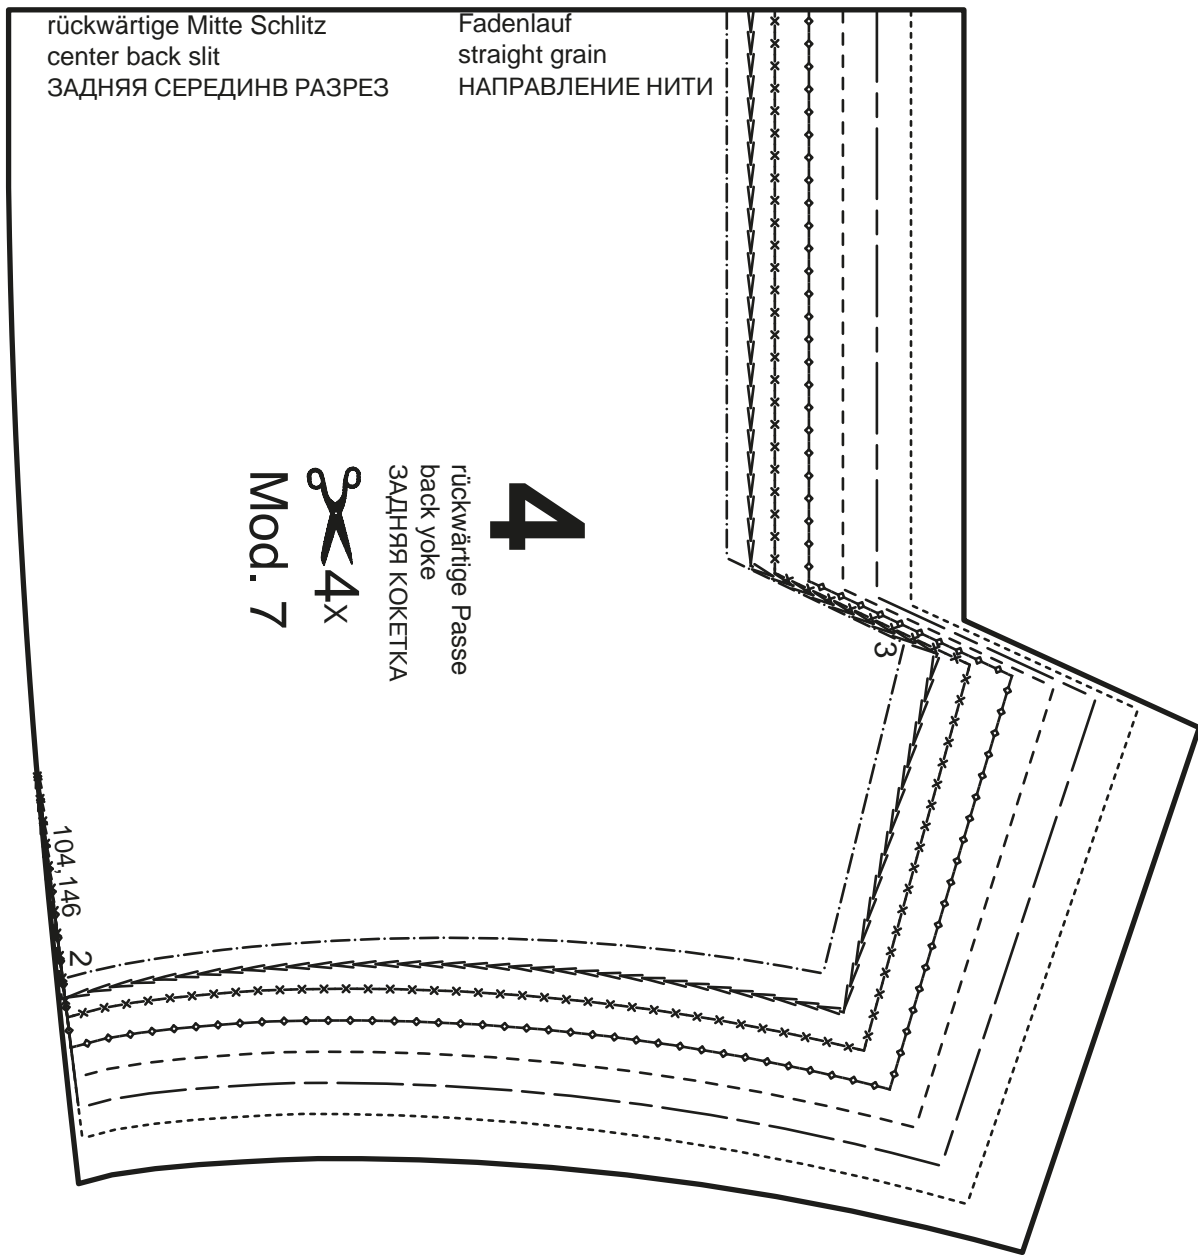 rückwärtige Mitte Schlitz
center back slit
ЗАДНЯЯ СЕРЕДИНВ РАЗРЕЗ
Fadenlauf
straight grain
НАПРАВЛЕНИЕ НИТИ
4
rückwärtige Passe
back yoke
ЗАДНЯЯ КОКЕТКА
4x
Mod. 7
3
104,146
2